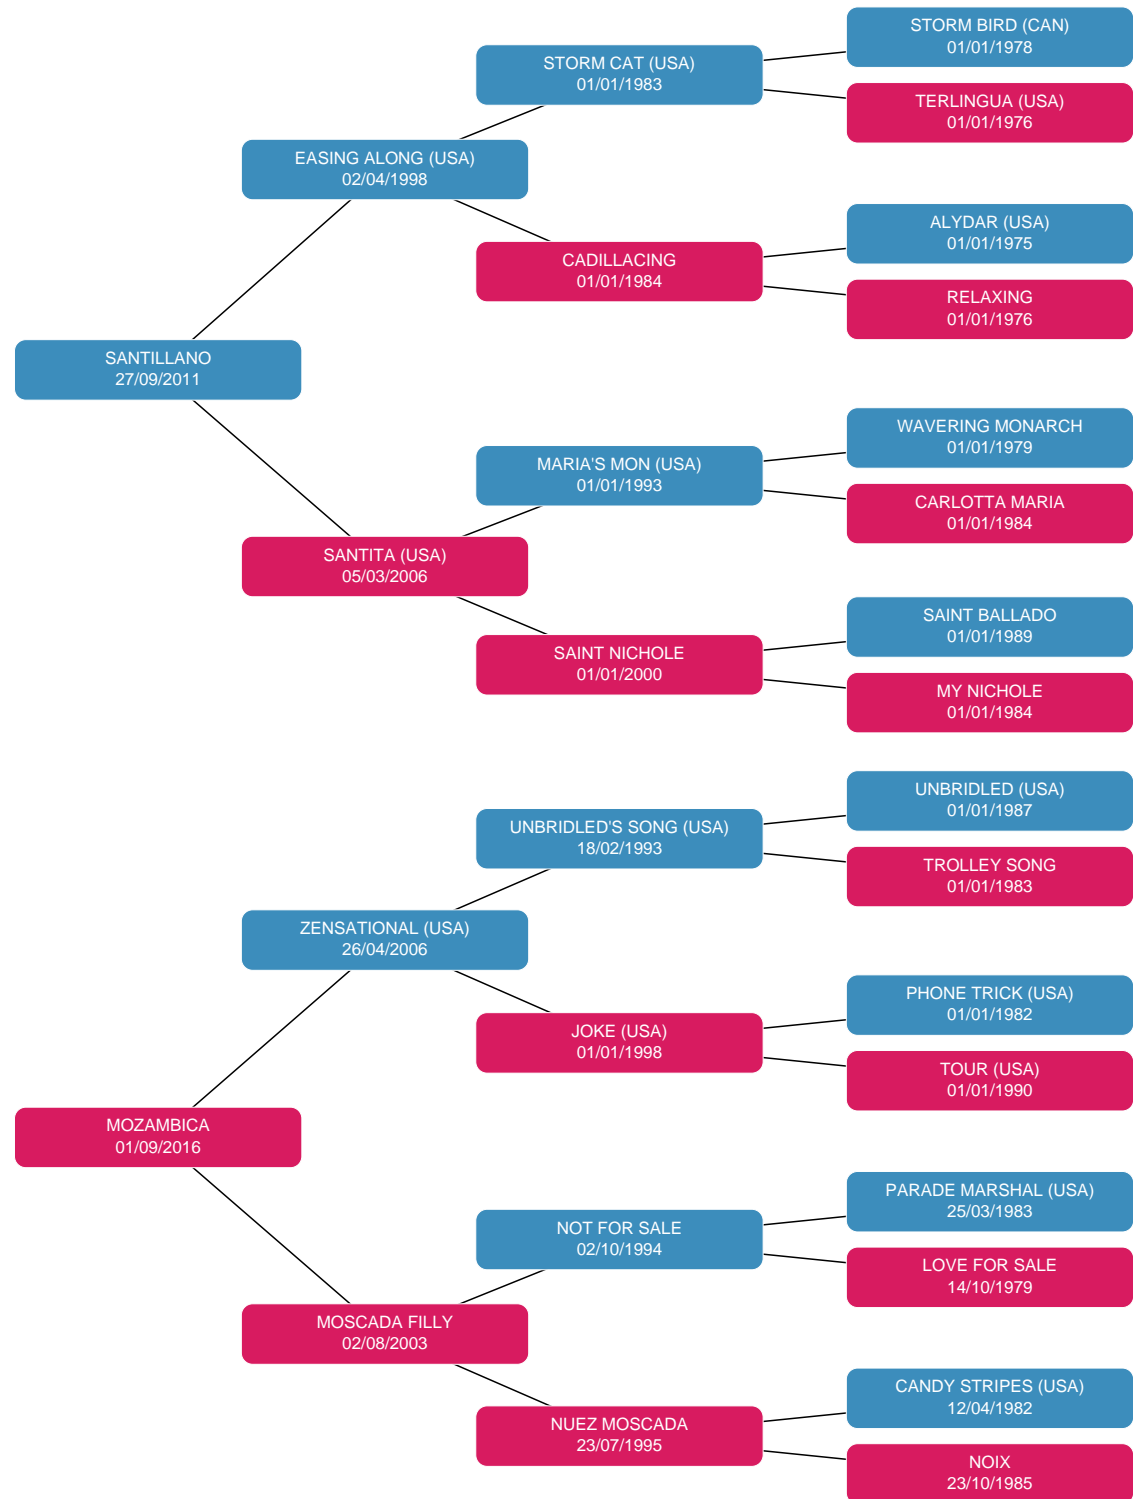 STORM BIRD (CAN)
01/01/1978
STORM CAT (USA)
01/01/1983
TERLINGUA (USA)
01/01/1976
EASING ALONG (USA)
02/04/1998
ALYDAR (USA)
01/01/1975
CADILLACING
01/01/1984
RELAXING
01/01/1976
SANTILLANO
27/09/2011
WAVERING MONARCH
01/01/1979
MARIA'S MON (USA)
01/01/1993
CARLOTTA MARIA
01/01/1984
SANTITA (USA)
05/03/2006
SAINT BALLADO
01/01/1989
SAINT NICHOLE
01/01/2000
MY NICHOLE
01/01/1984
UNBRIDLED (USA)
01/01/1987
UNBRIDLED'S SONG (USA)
18/02/1993
TROLLEY SONG
01/01/1983
ZENSATIONAL (USA)
26/04/2006
PHONE TRICK (USA)
01/01/1982
JOKE (USA)
01/01/1998
TOUR (USA)
01/01/1990
MOZAMBICA
01/09/2016
PARADE MARSHAL (USA)
25/03/1983
NOT FOR SALE
02/10/1994
LOVE FOR SALE
14/10/1979
MOSCADA FILLY
02/08/2003
CANDY STRIPES (USA)
12/04/1982
NUEZ MOSCADA
23/07/1995
NOIX
23/10/1985